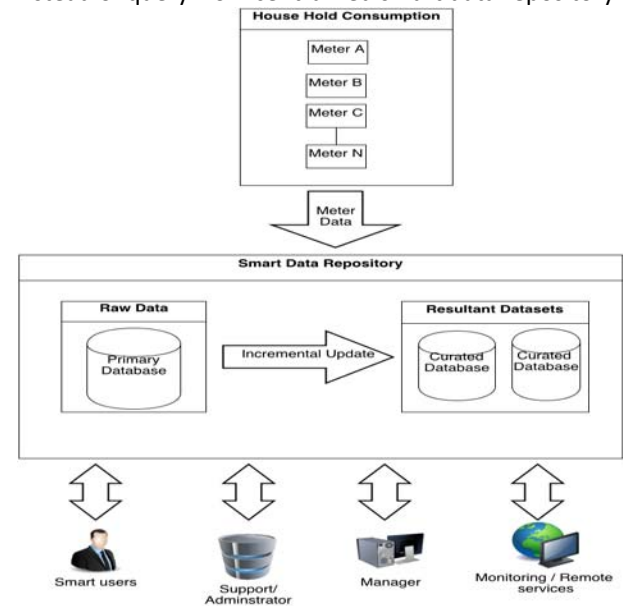 House Hold Consumption
Meter A
Meter B
Meter C
Meter N
Meter
Data
Smart Data Repository
Raw Data
Primary
Database
Incremental Update
Resultant Datasets
Curated
Database
Curated
Database
Smart users
Support/
Adminstrator
Manager
Monitoring / Remote
services